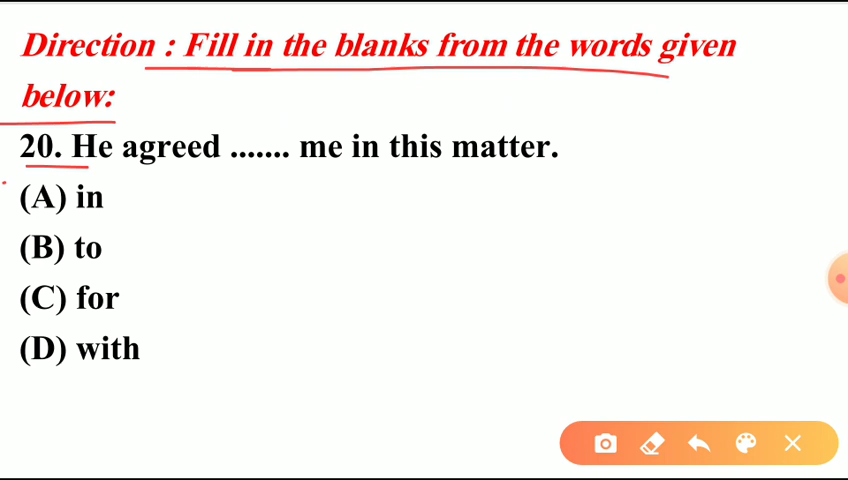 Direction : Fill in the blanks from the words given
below:
20. He agreed ....... me in this matter.
(A) in
(B) to
(C) for
(D) with